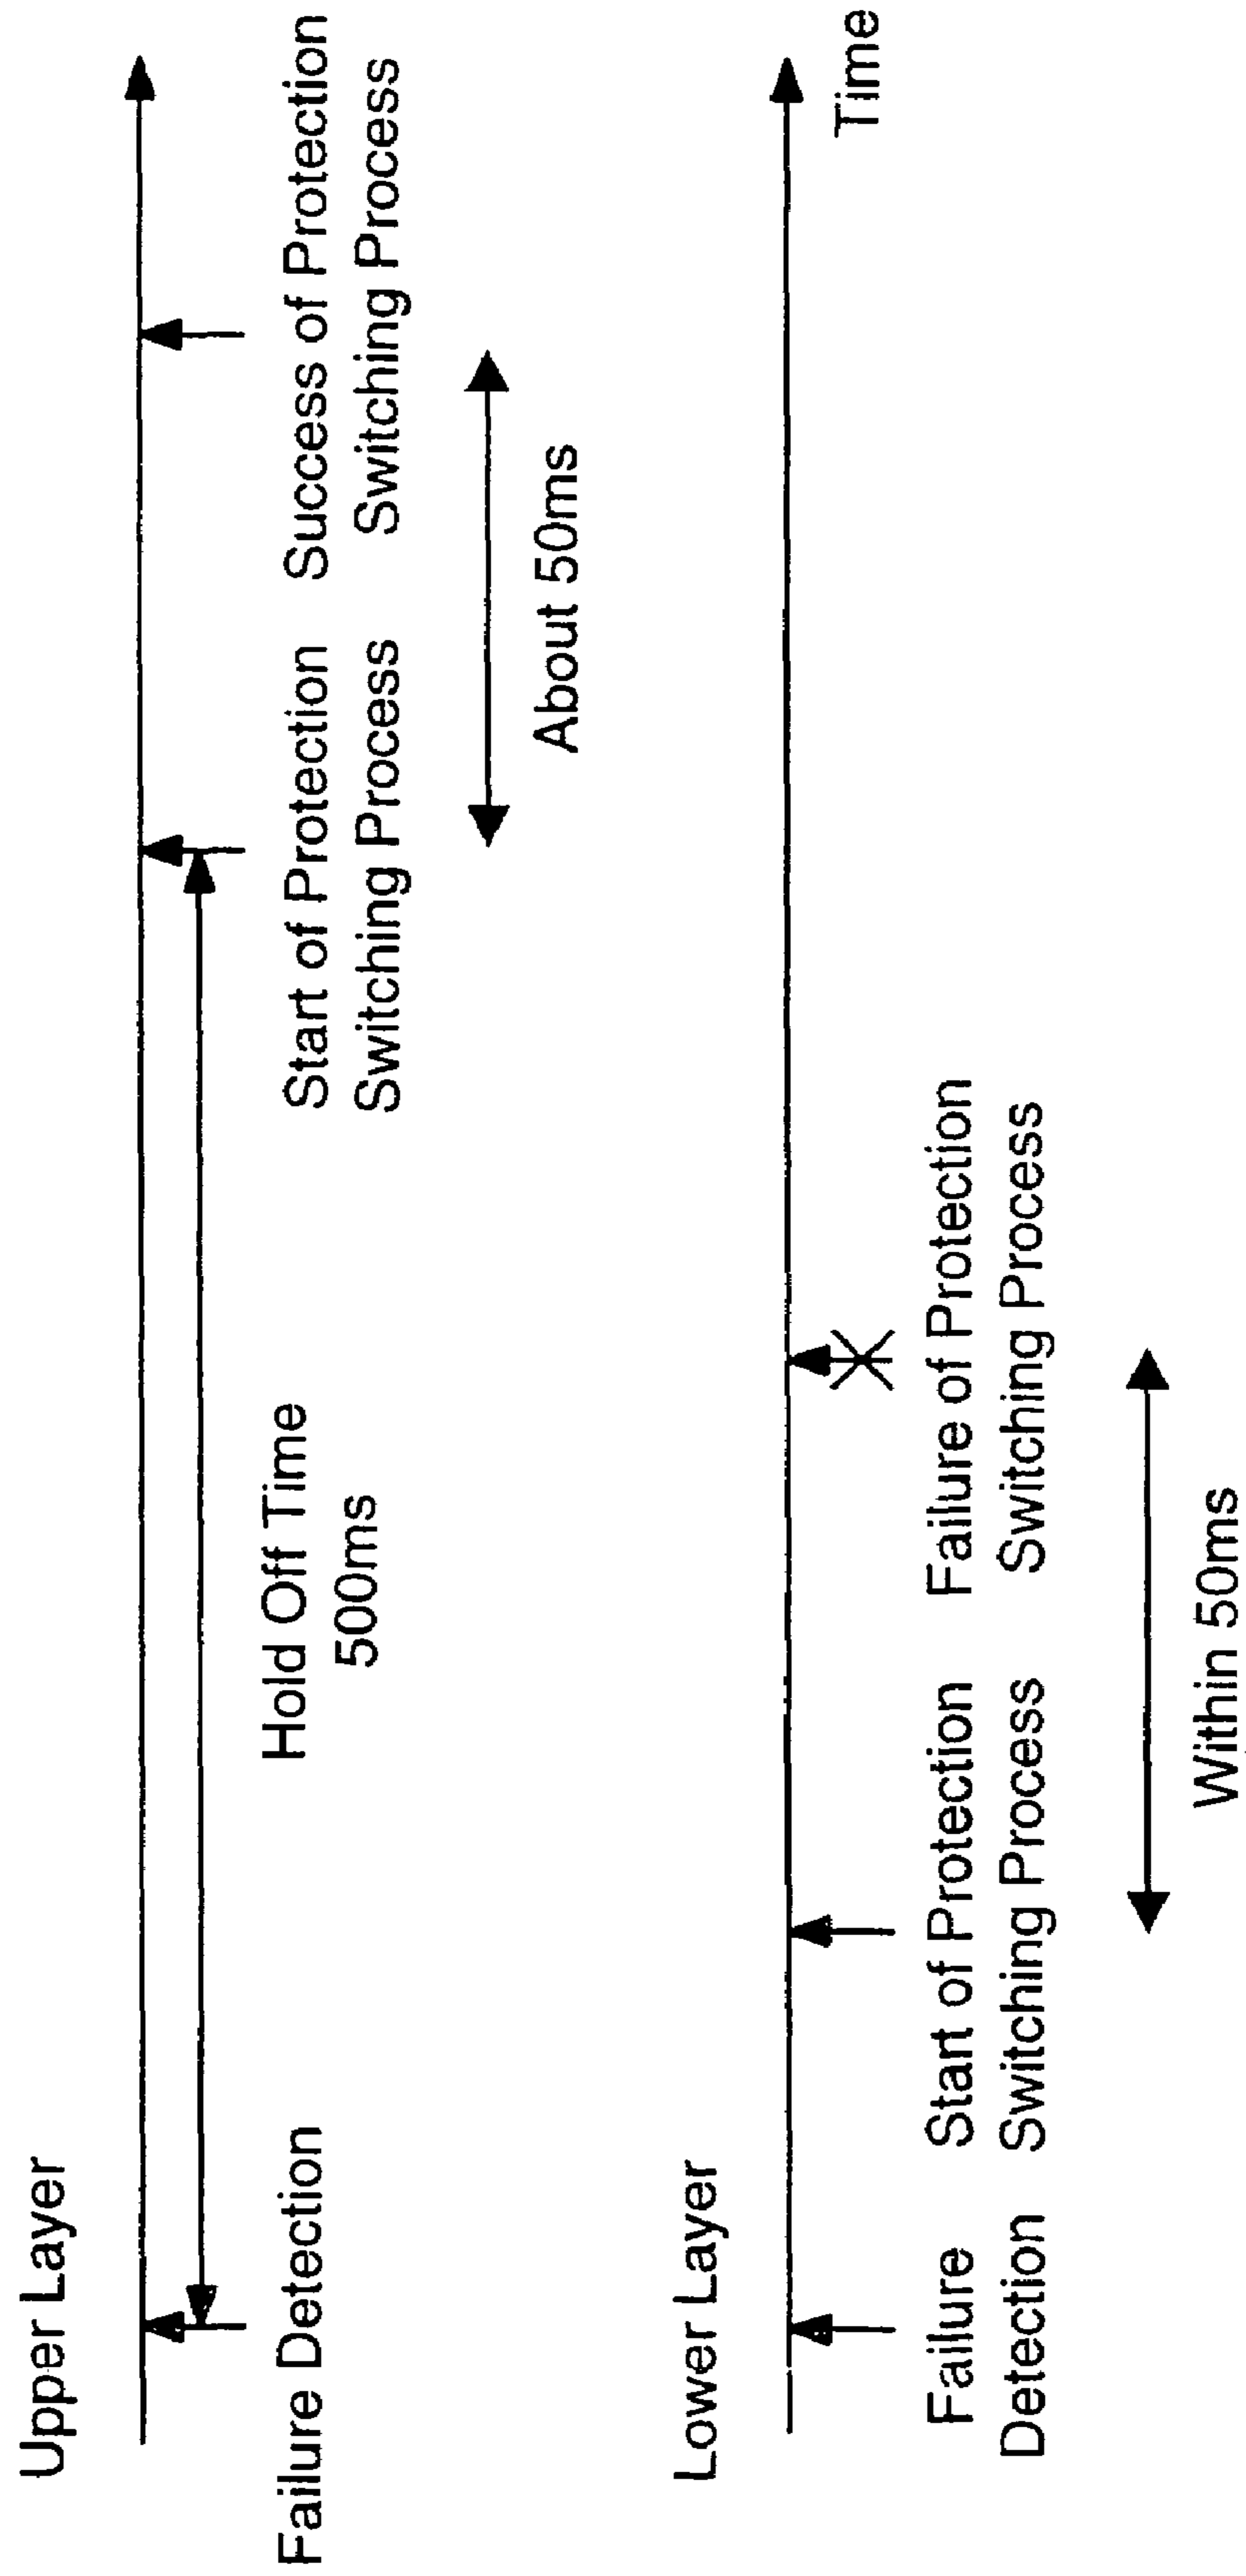 Upper Layer
Failure Detection
Hold Off Time
500ms
Start of Protection
Switching Process
Success of Protection
Switching Process
About 50ms
Lower Layer
Failure
Detection
Start of Protection
Switching Process
Failure of Protection
Switching Process
Within 50ms
Time